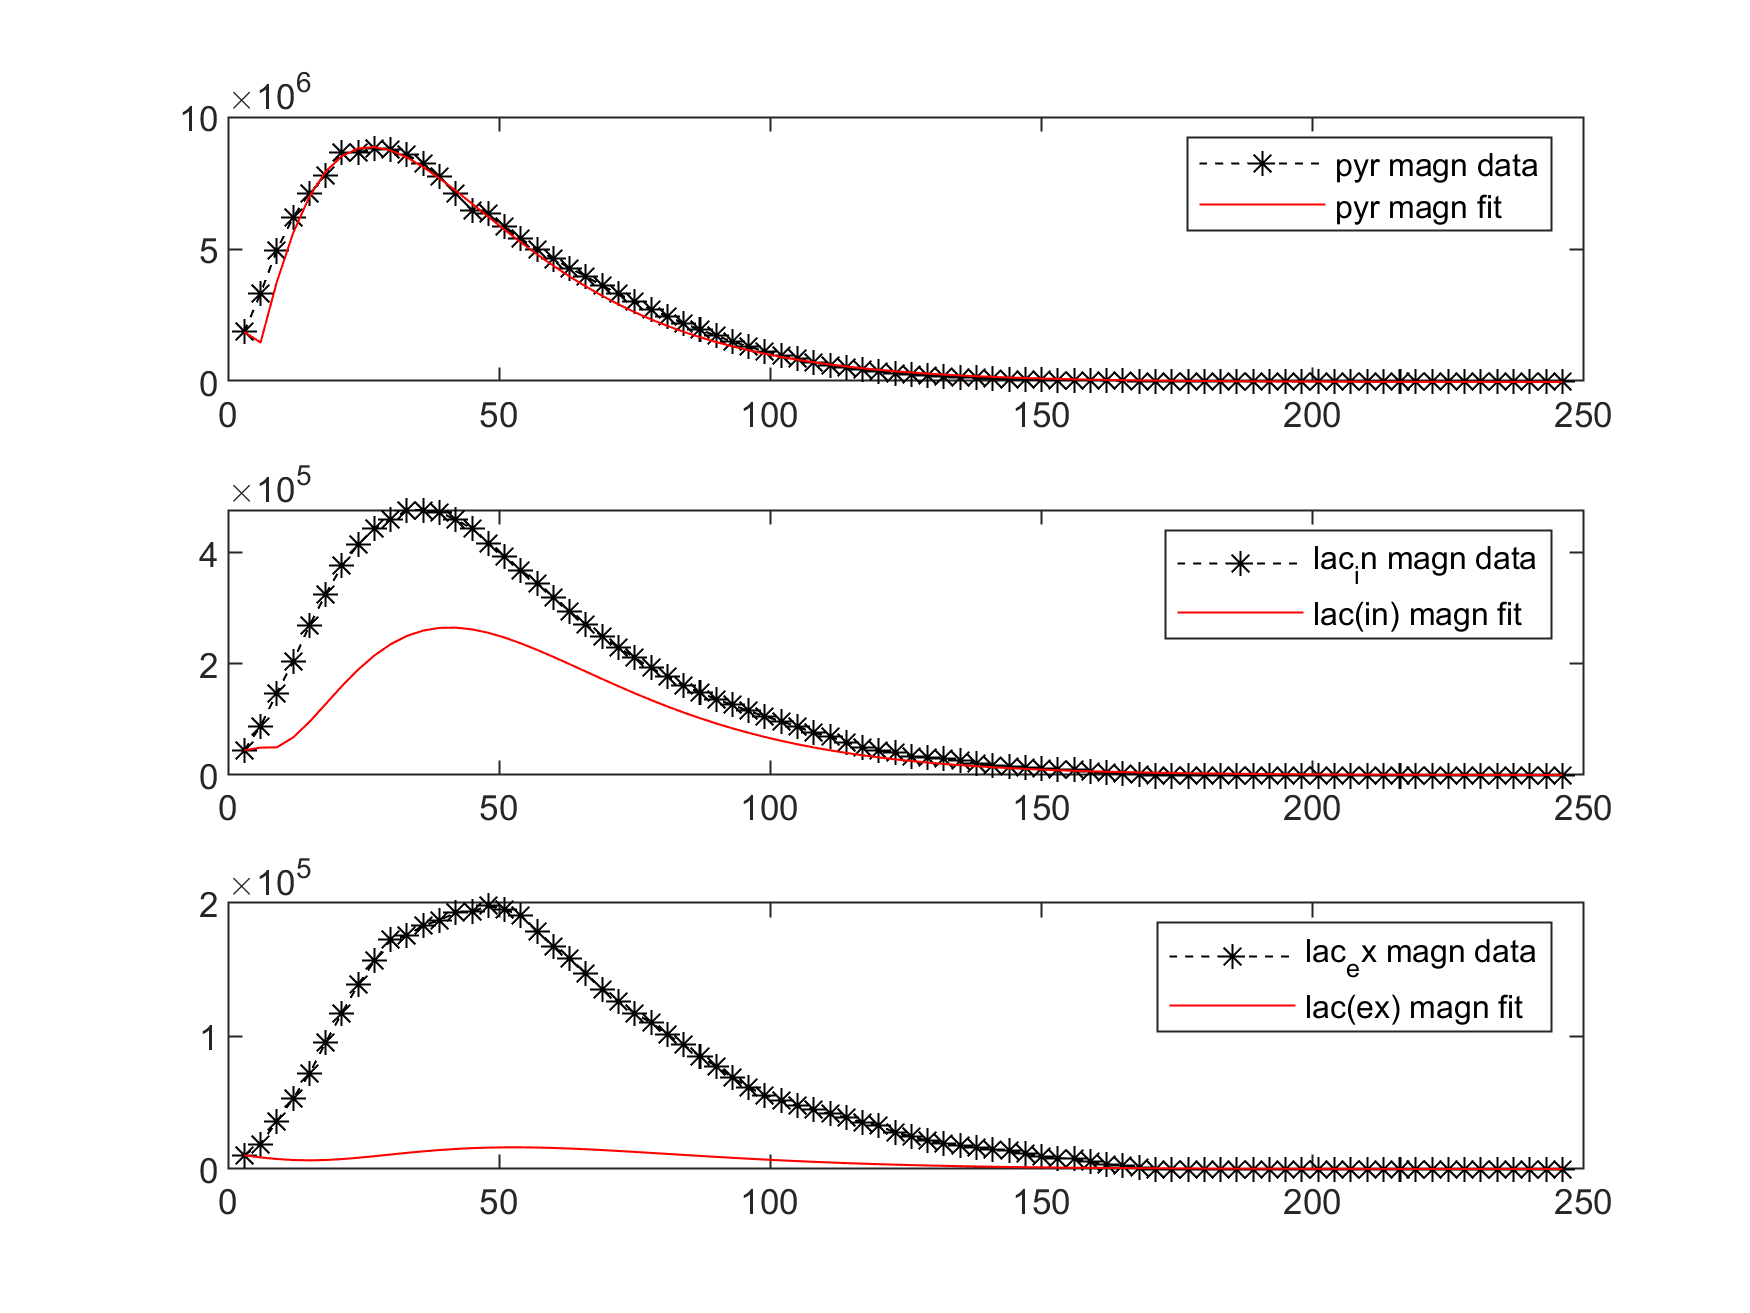 ×10^6
10
5
0
0 50 100 150 200 250
pyr magn data
pyr magn fit
×10^5
4
2
0
0 50 100 150 200 250
lac_in magn data
lac(in) magn fit
×10^5
2
1
0
0 50 100 150 200 250
lac_ex magn data
lac(ex) magn fit